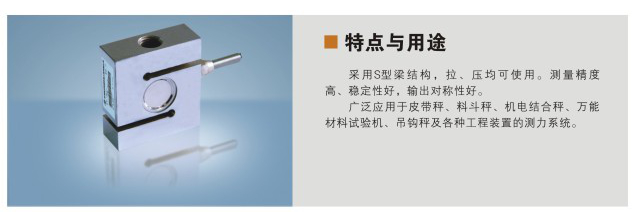 特点与用途
采用S型梁结构，拉、压均可使用。测量精度
高、稳定性好，输出对称性好。
广泛应用于皮带秤、料斗秤、机电结合秤、万能
材料试验机、吊钩秤及各种工程装置的测力系统。